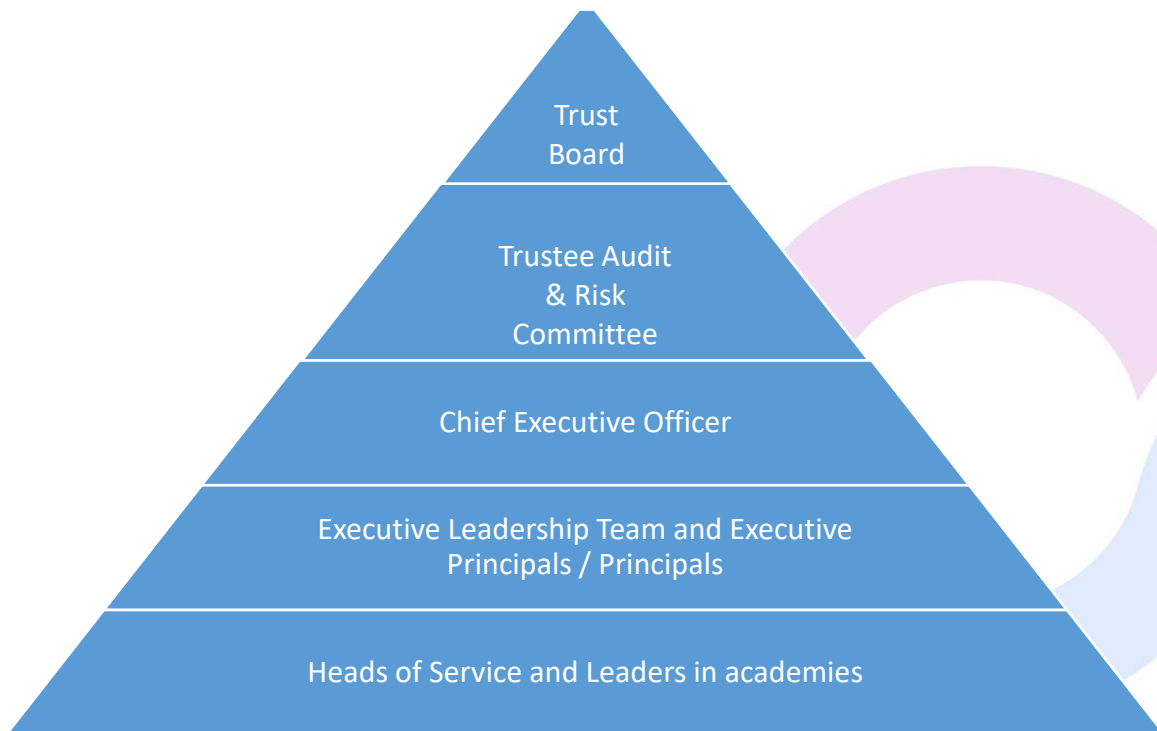 Trust
Board
Trustee Audit
& Risk
Committee
Chief Executive Officer
Executive Leadership Team and Executive
Principals / Principals
Heads of Service and Leaders in academies